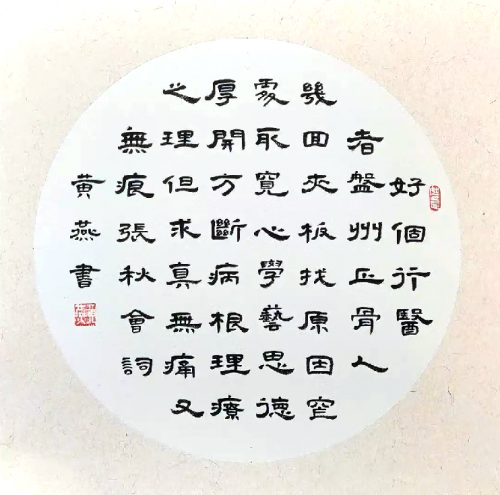 好個行醫
者盤州正骨人
幾回夾板找原因窄
處取寬心學藝思德
厚開方斷病根理療
之理但求真無痛又
無痕張秋會詞
黃燕書